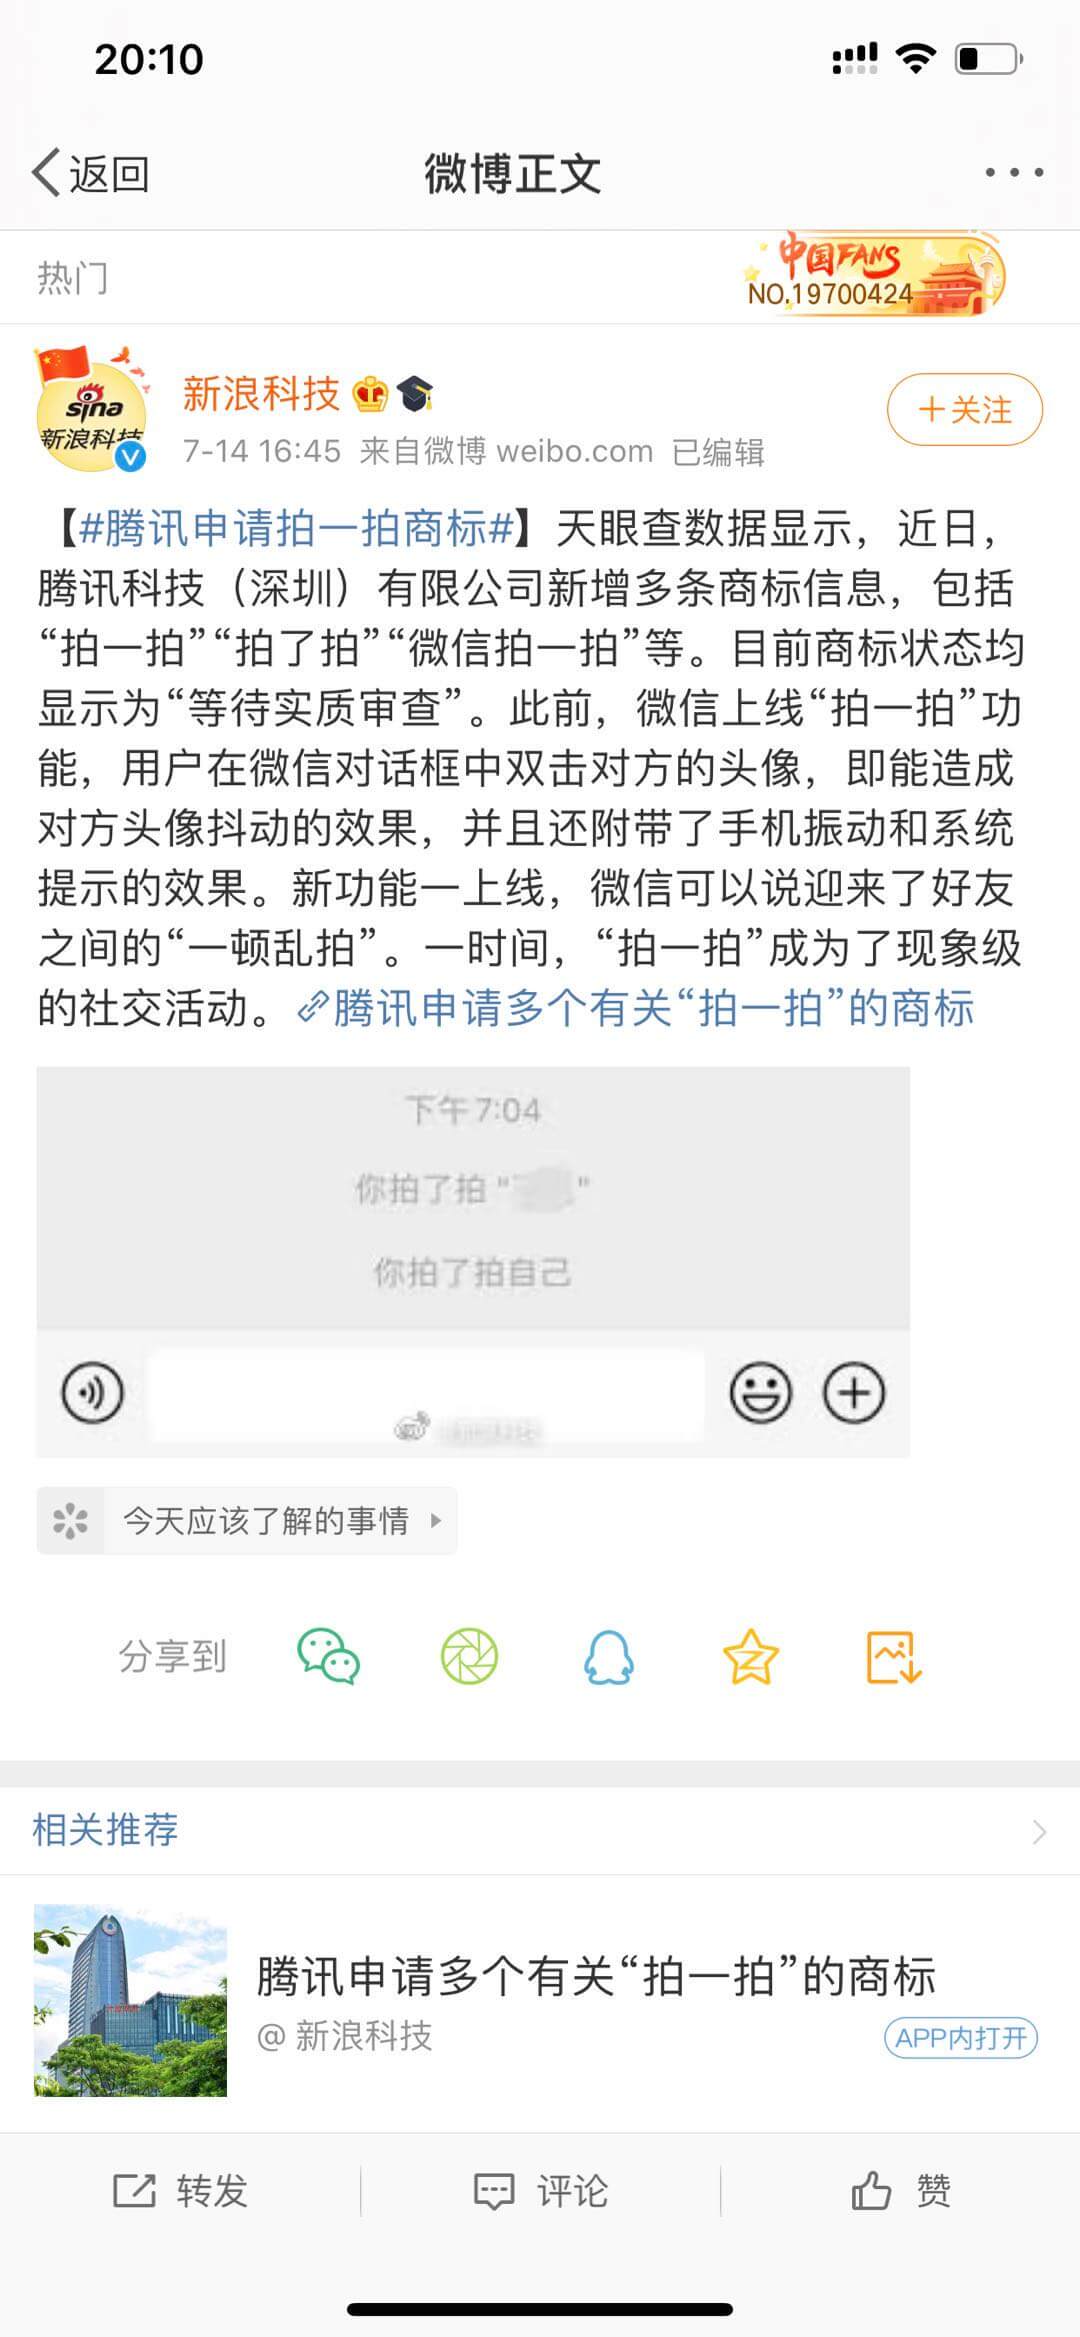 20:10
返回
微博正文
热门
中国FANS
NO.19700424
sina
新浪科技
新浪科技
+关注
7-14 16:45 来自微博 weibo.com 已编辑
【#腾讯申请拍一拍商标#】天眼查数据显示，近日，
腾讯科技（深圳）有限公司新增多条商标信息，包括
“拍一拍”“拍了拍”“微信拍一拍”等。目前商标状态均
显示为“等待实质审查”。此前，微信上线“拍一拍”功
能，用户在微信对话框中双击对方的头像，即能造成
对方头像抖动的效果，并且还附带了手机振动和系统
提示的效果。新功能一上线，微信可以说迎来了好友
之间的“一顿乱拍”。一时间，“拍一拍”成为了现象级
的社交活动。腾讯申请多个有关“拍一拍”的商标
下午7:04
你拍了拍 " "
你拍了拍自己
今天应该了解的事情
分享到
相关推荐
腾讯申请多个有关“拍一拍”的商标
@ 新浪科技
APP内打开
转发
评论
赞